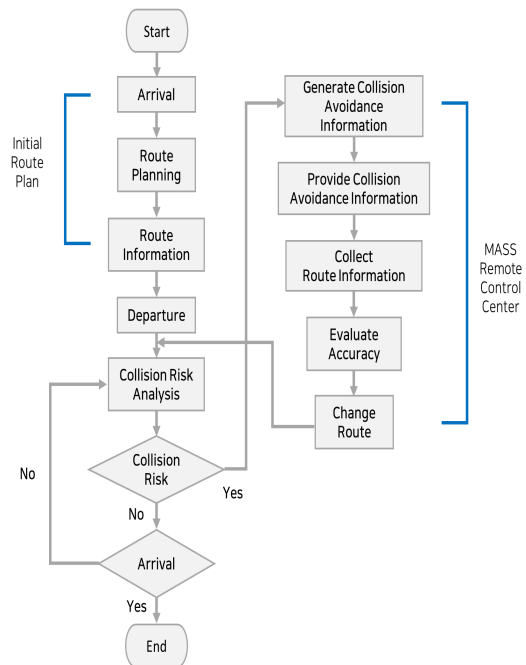 Start
Arrival
Initial
Route
Plan
Route
Planning
Route
Information
Departure
Collision Risk
Analysis
Collision
Risk
Yes
No
No
Arrival
Yes
End
Generate Collision
Avoidance
Information
Provide Collision
Avoidance Information
Collect
Route Information
Evaluate
Accuracy
Change
Route
MASS
Remote
Control
Center